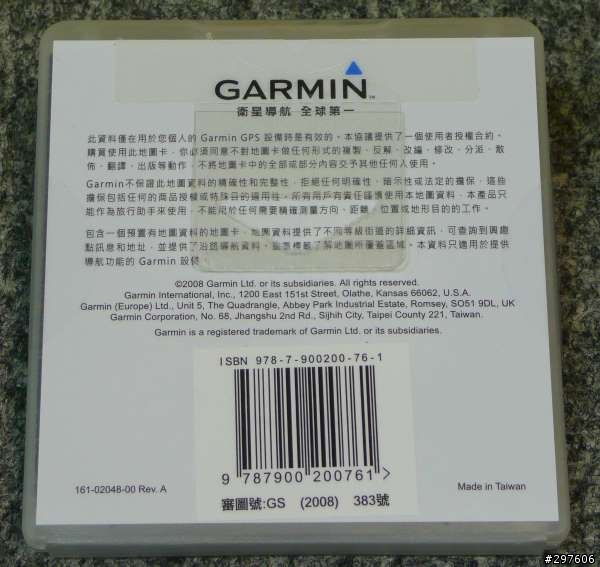 GARMIN™
衛星導航 全球第一
此資料僅在用於您個人的 Garmin GPS 設備時是有效的。本協議提供了一個使用者授權合約。
購買使用此地圖卡，你必須同意不對地圖卡做任何形式的複製、反解、改編、修改、分派、散
佈、翻譯、出版等動作，不將地圖卡中的全部或部分內容交予其他任何人使用。
Garmin不保證此地圖資料的精確性和完整性，拒絕任何明確性、暗示性或法定的擔保，這些
擔保包括任何的商品授權或特殊目的適用性。所有用戶有責任謹慎使用本地圖資料，本產品只
能作為旅行助手來使用，不能用於任何需要精確測量方向、距離、位置或地形目的的工作。
包含一個預置有地圖資料的地圖卡，地圖資料提供了不同等級街道的詳細資訊，可查詢到興趣
點訊息和地址，並提供了沿路導航資料，並標籤了解地圖所覆蓋區域。本資料只適用於提供
導航功能的 Garmin 設備
©2008 Garmin Ltd. or its subsidiaries. All rights reserved.
Garmin International, Inc., 1200 East 151st Street, Olathe, Kansas 66062, U.S.A.
Garmin (Europe) Ltd., Unit 5, The Quadrangle, Abbey Park Industrial Estate, Romsey, SO51 9DL, UK
Garmin Corporation, No. 68, Jhangshu 2nd Rd., Sijhih City, Taipei County 221, Taiwan.
Garmin is a registered trademark of Garmin Ltd. or its subsidiaries.
ISBN 978-7-900200-76-1
9 787900 200761 >
審圖號:GS (2008) 383號
161-02048-00 Rev. A
Made in Taiwan
#297606